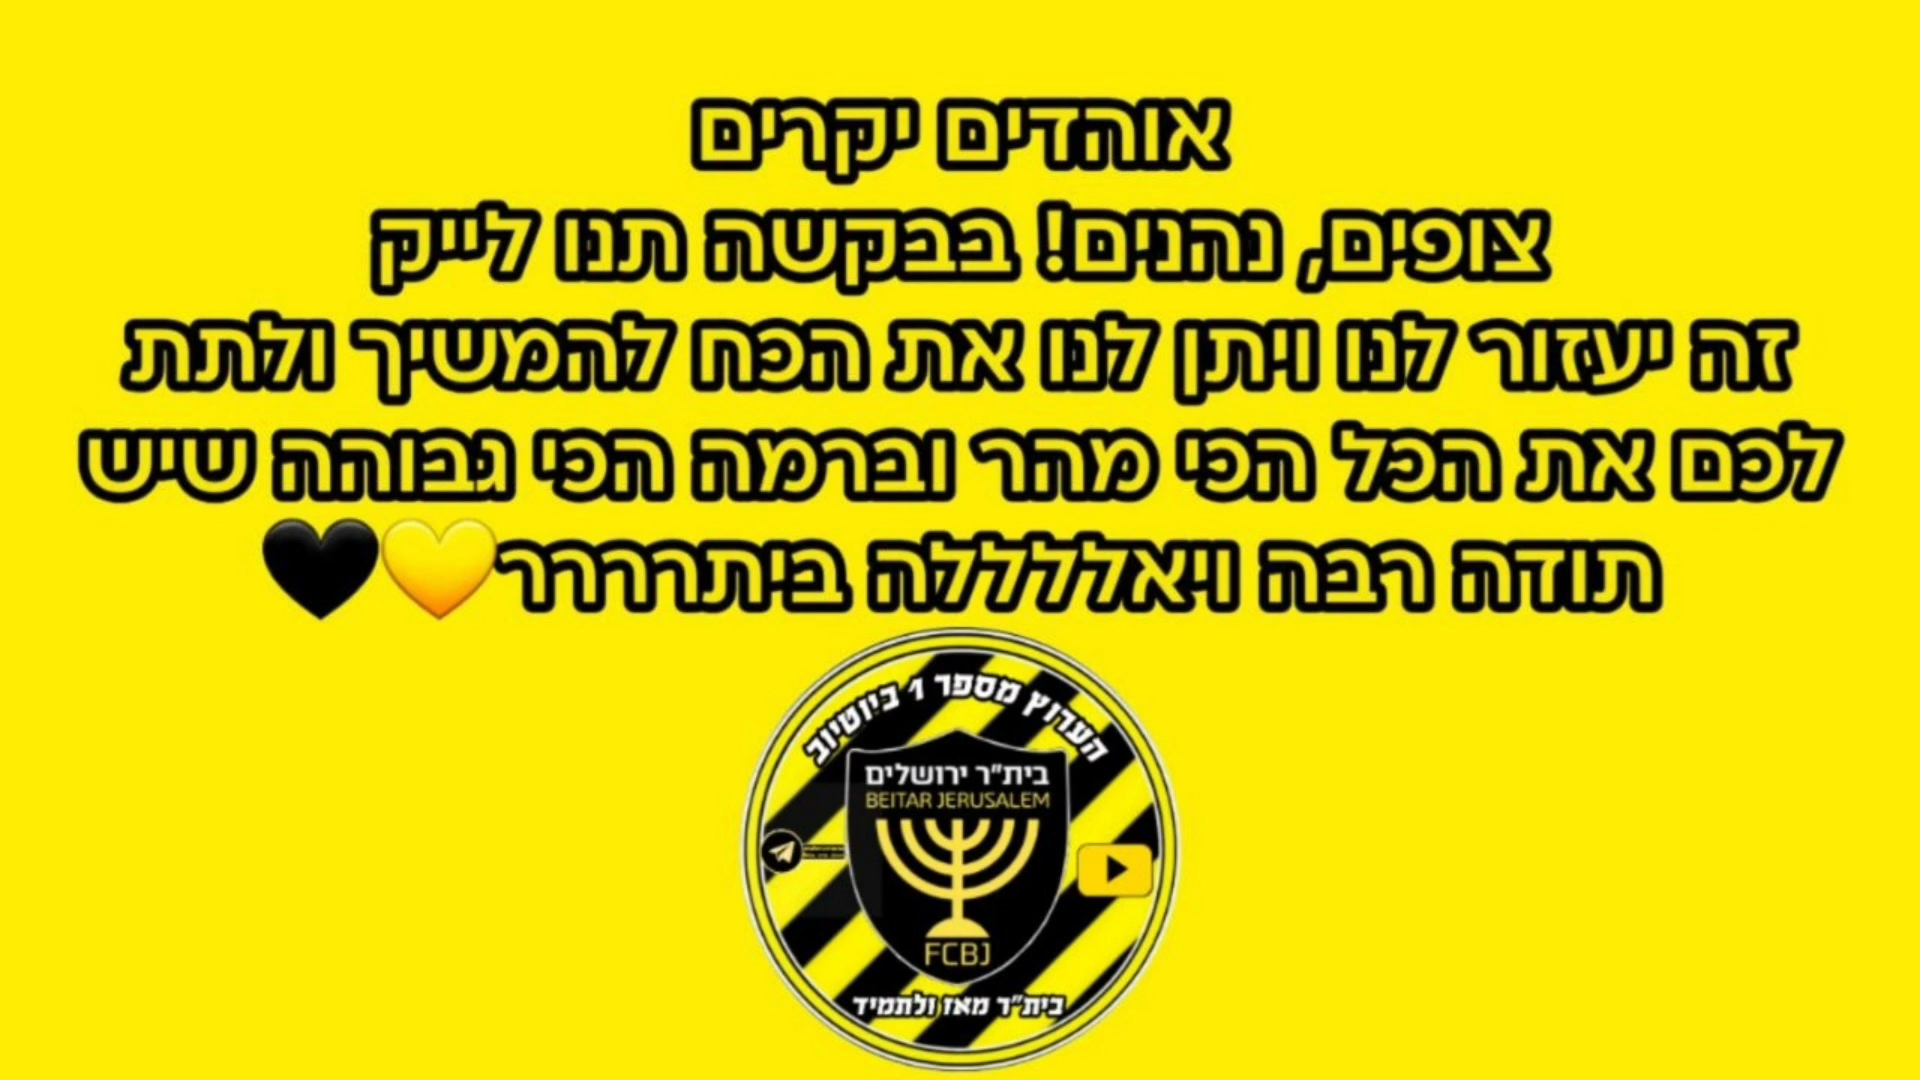 אוהדים יקרים
צופים, נהנים! בבקשה תנו לייק
זה יעזור לנו ויתן לנו את הכח להמשיך ולתת
לכם את הכל הכי מהר וברמה הכי גבוהה שיש
תודה רבה ויאללללה ביתררררר💛🖤
הערוץ מספר 1 ביוטיוב
בית"ר ירושלים
BEITAR JERUSALEM
FCBJ
בית"ר מאז ולתמיד